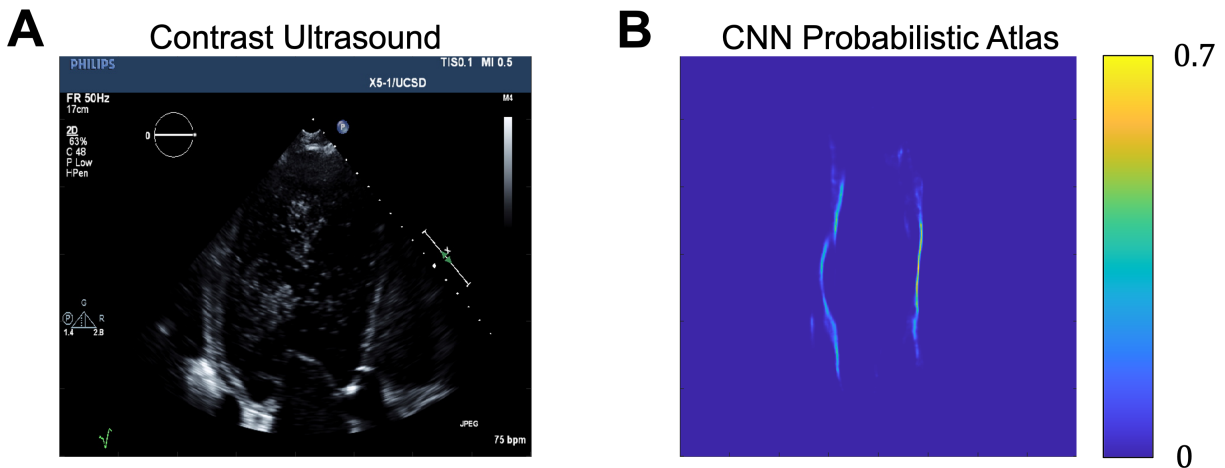 A
Contrast Ultrasound
PHILIPS
TIS0.1 MI 0.5
X5-1/UCSD
FR 50Hz
17cm
2D
63%
C 48
P Low
HPen
M4
P
G
P
R
1.4 2.8
JPEG
75 bpm
B
CNN Probabilistic Atlas
0.7
0